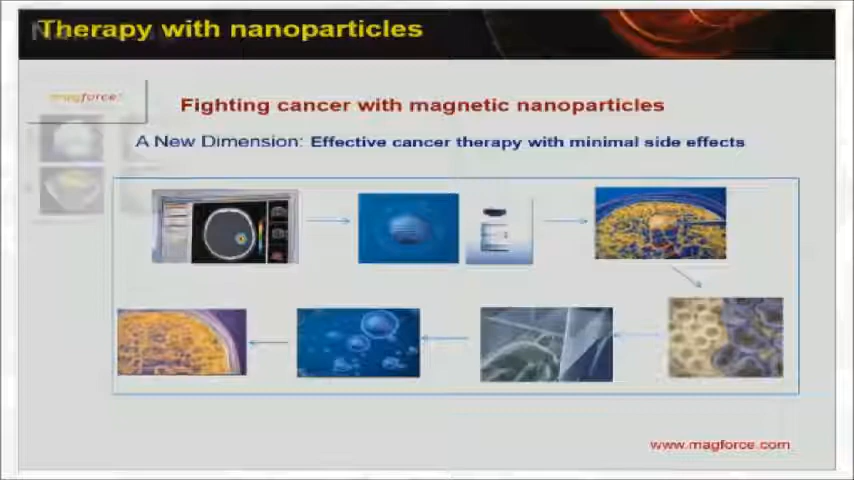 Therapy with nanoparticles
magforce
Fighting cancer with magnetic nanoparticles
A New Dimension: Effective cancer therapy with minimal side effects
www.magforce.com